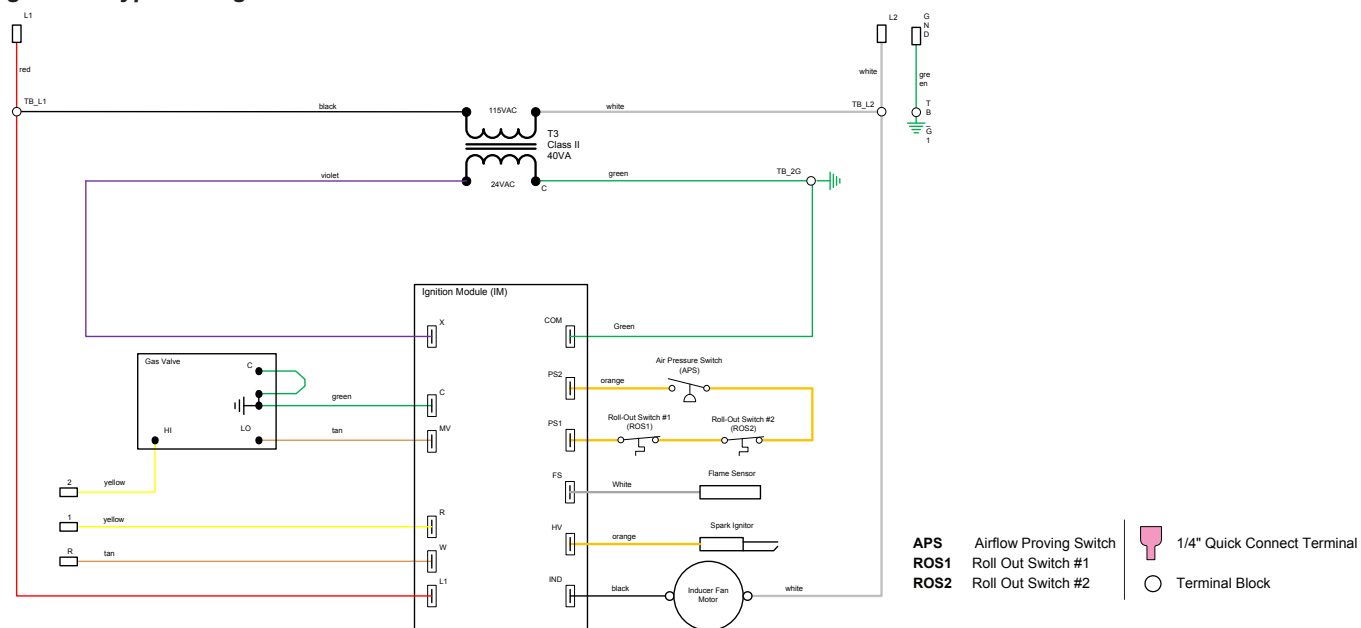 L1
L2
G
N
D
red
white
gre
en
TB_L1
black
115VAC
white
TB_L2
T
B
_
G
1
T3
Class II
40VA
violet
24VAC
C
green
TB_2G
Ignition Module (IM)
X
COM
Green
Gas Valve
C
green
C
HI
LO
tan
MV
PS2
orange
Air Pressure Switch
(APS)
PS1
Roll-Out Switch #1
(ROS1)
Roll-Out Switch #2
(ROS2)
2
yellow
FS
White
Flame Sensor
1
yellow
R
HV
orange
Spark Ignitor
R
tan
W
L1
IND
black
Inducer Fan
Motor
white
APS Airflow Proving Switch
ROS1 Roll Out Switch #1
ROS2 Roll Out Switch #2
1/4" Quick Connect Terminal
Terminal Block